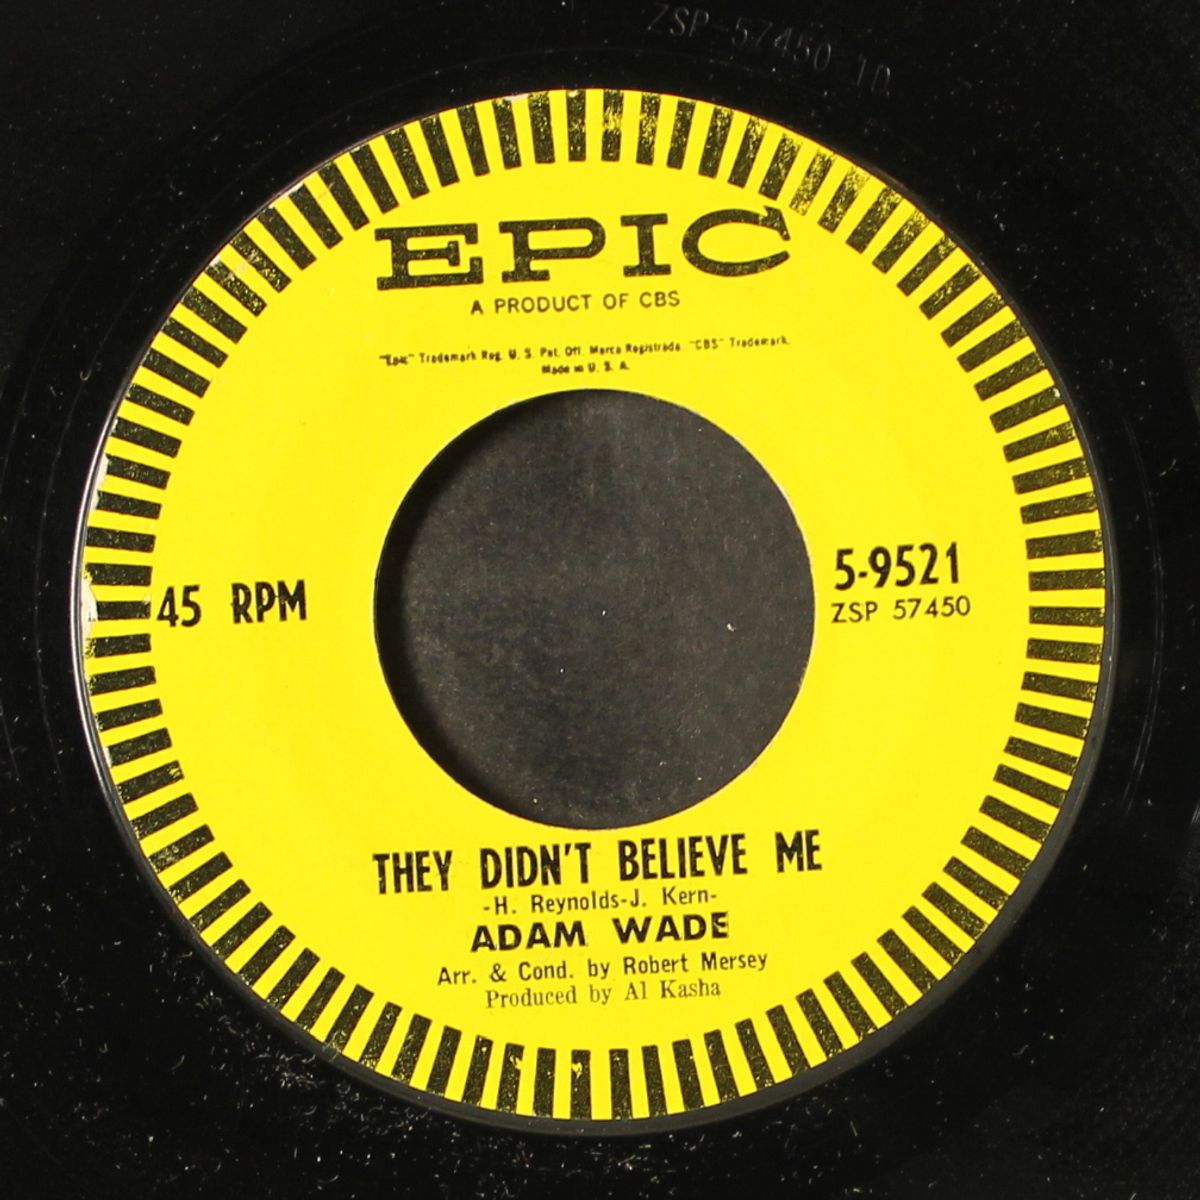 ZSP-57450 1D
EPIC
A PRODUCT OF CBS
"Epic" Trademark Reg. U. S. Pat. Off. Marca Registrada. "CBS" Trademark.
Made in U. S. A.
45 RPM
5-9521
ZSP 57450
THEY DIDN'T BELIEVE ME
-H. Reynolds-J. Kern-
ADAM WADE
Arr. & Cond. by Robert Mersey
Produced by Al Kasha